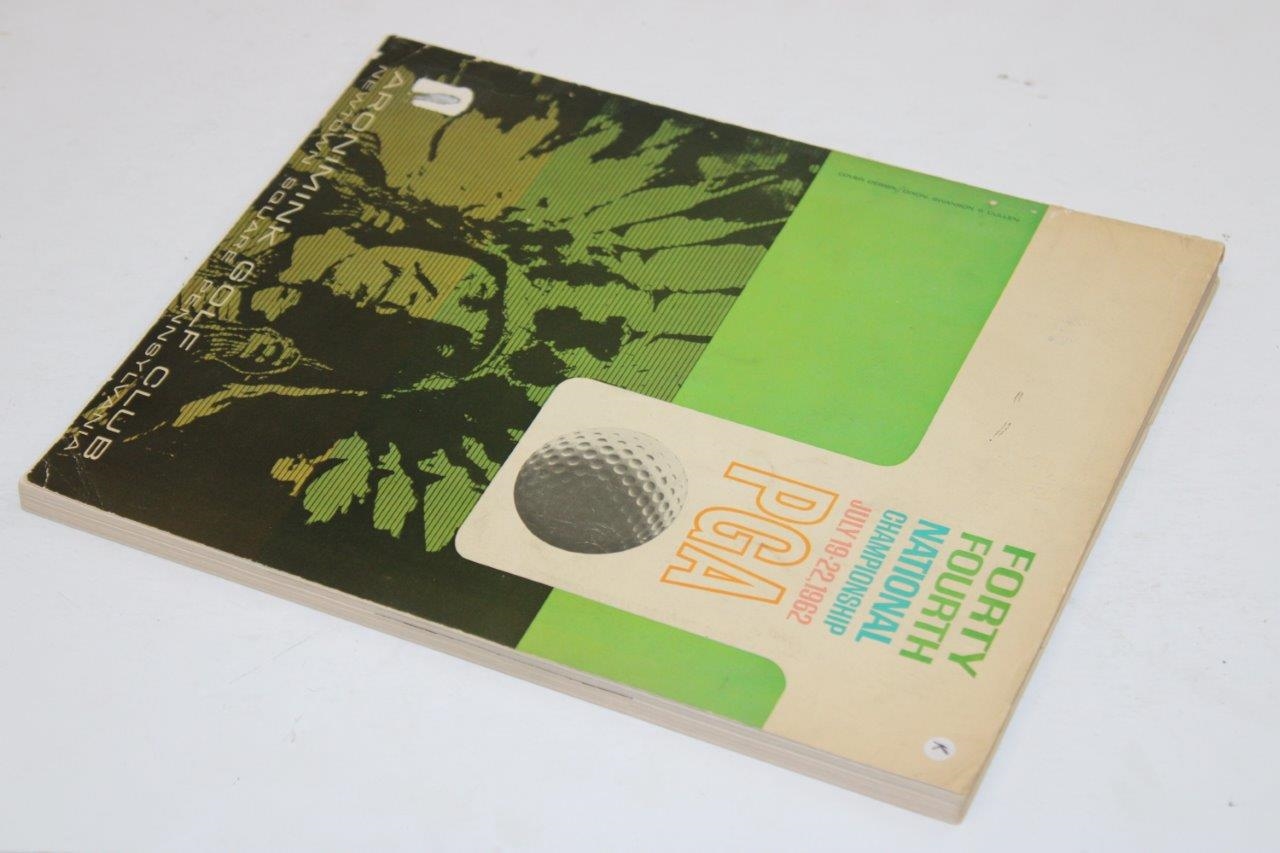 FORTY
FOURTH
NATIONAL
CHAMPIONSHIP
JULY 19-22, 1962
PGA
ARONIMINK GOLF CLUB
NEWTOWN SQUARE PENNSYLVANIA
K